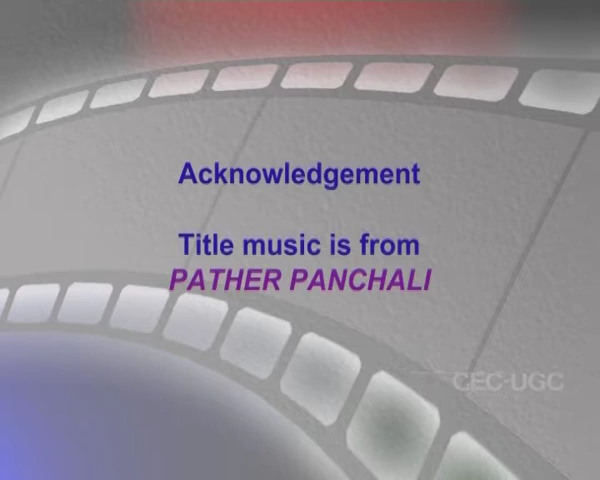 Acknowledgement
Title music is from
PATHER PANCHALI
CEC-UGC